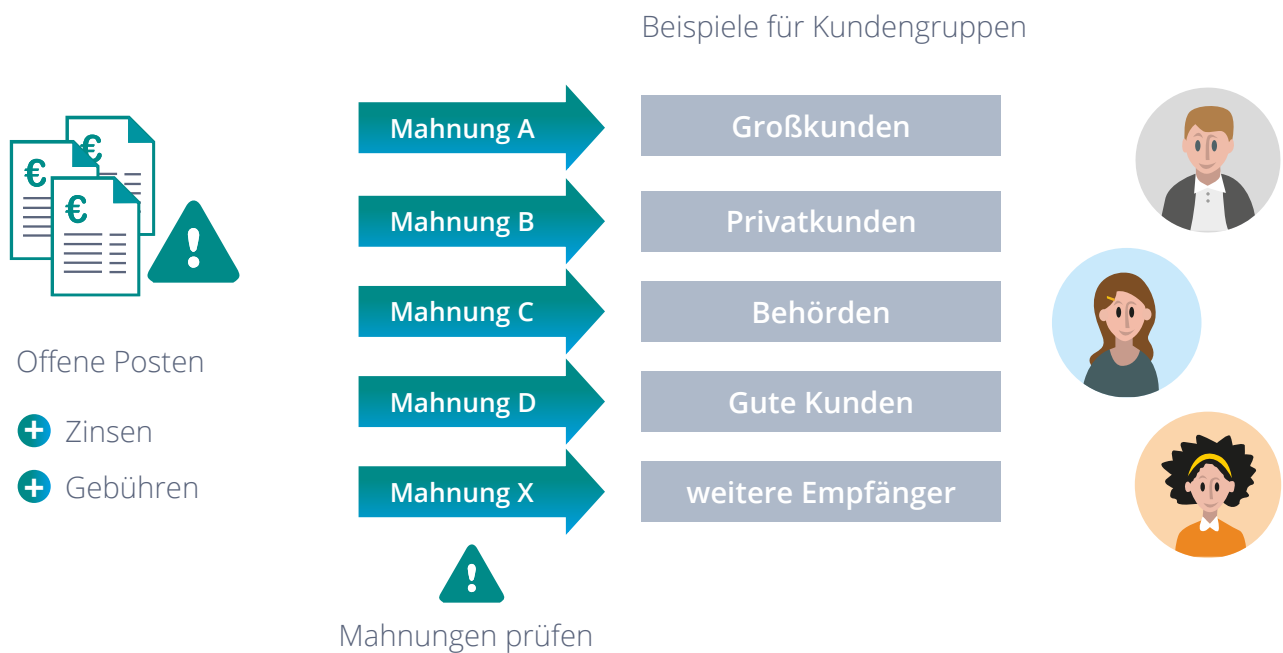 Beispiele für Kundengruppen
Mahnung A
Großkunden
€
€
€
Mahnung B
Privatkunden
Mahnung C
Behörden
Offene Posten
Mahnung D
Gute Kunden
Zinsen
Gebühren
Mahnung X
weitere Empfänger
Mahnungen prüfen